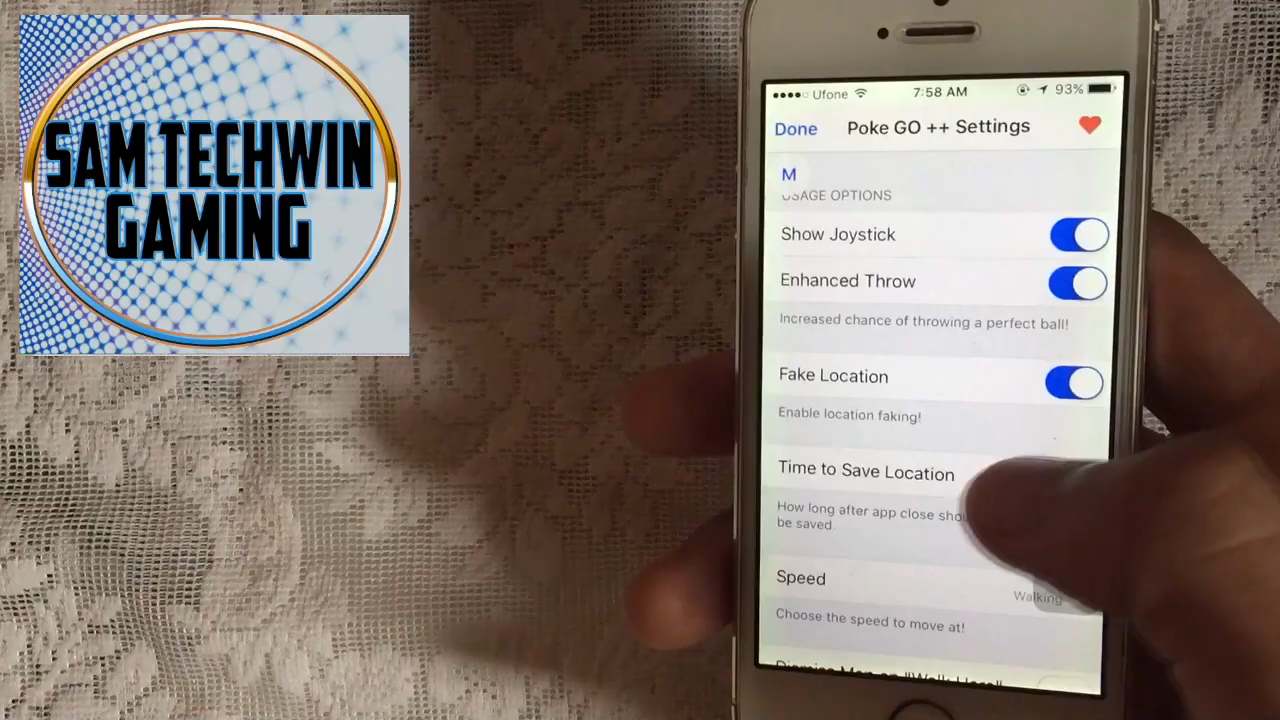 SAM TECHWIN
GAMING
Ufone 7:58 AM 93%
Done Poke GO ++ Settings
M
USAGE OPTIONS
Show Joystick
Enhanced Throw
Increased chance of throwing a perfect ball!
Fake Location
Enable location faking!
Time to Save Location
How long after app close
be saved.
Speed
Walking
Choose the speed to move at!